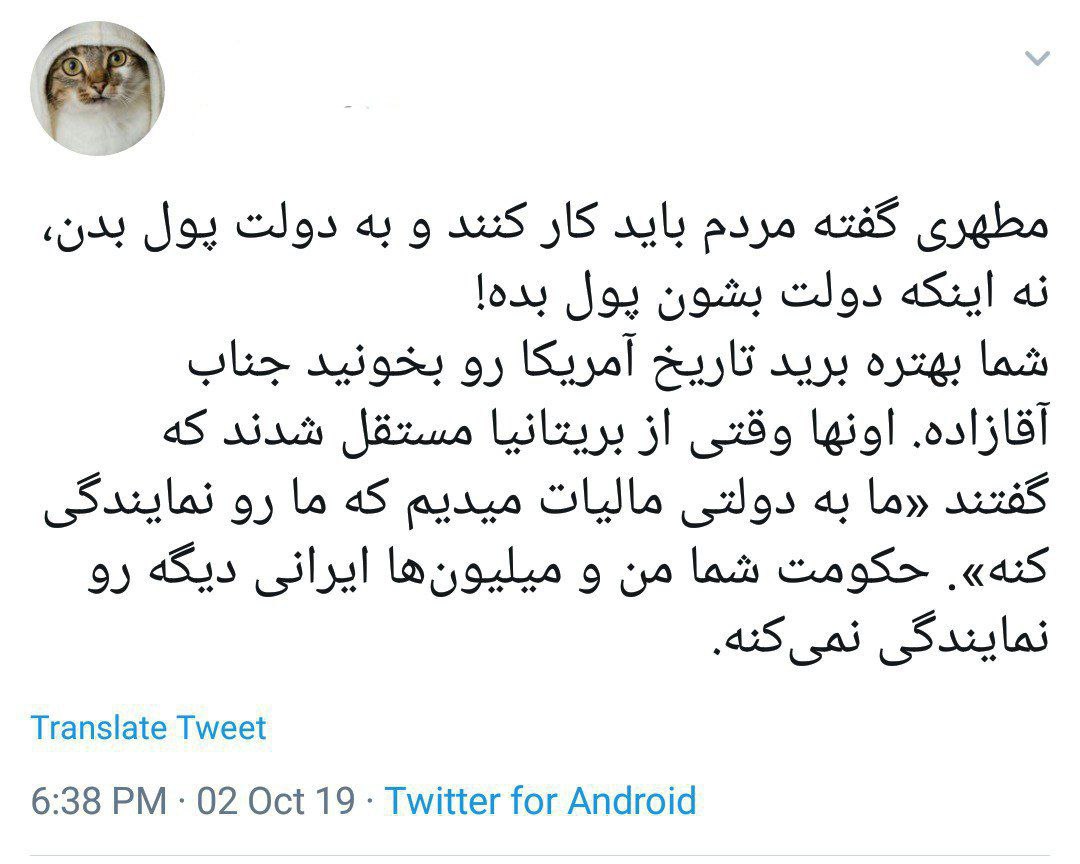 مطهری گفته مردم باید کار کنند و به دولت پول بدن،
نه اینکه دولت بشون پول بده!
شما بهتره برید تاریخ آمریکا رو بخونید جناب
آقازاده. اونها وقتی از بریتانیا مستقل شدند که
گفتند «ما به دولتی مالیات میدیم که ما رو نمایندگی
کنه». حکومت شما من و میلیون‌ها ایرانی دیگه رو
نمایندگی نمی‌کنه.
Translate Tweet
6:38 PM · 02 Oct 19 · Twitter for Android